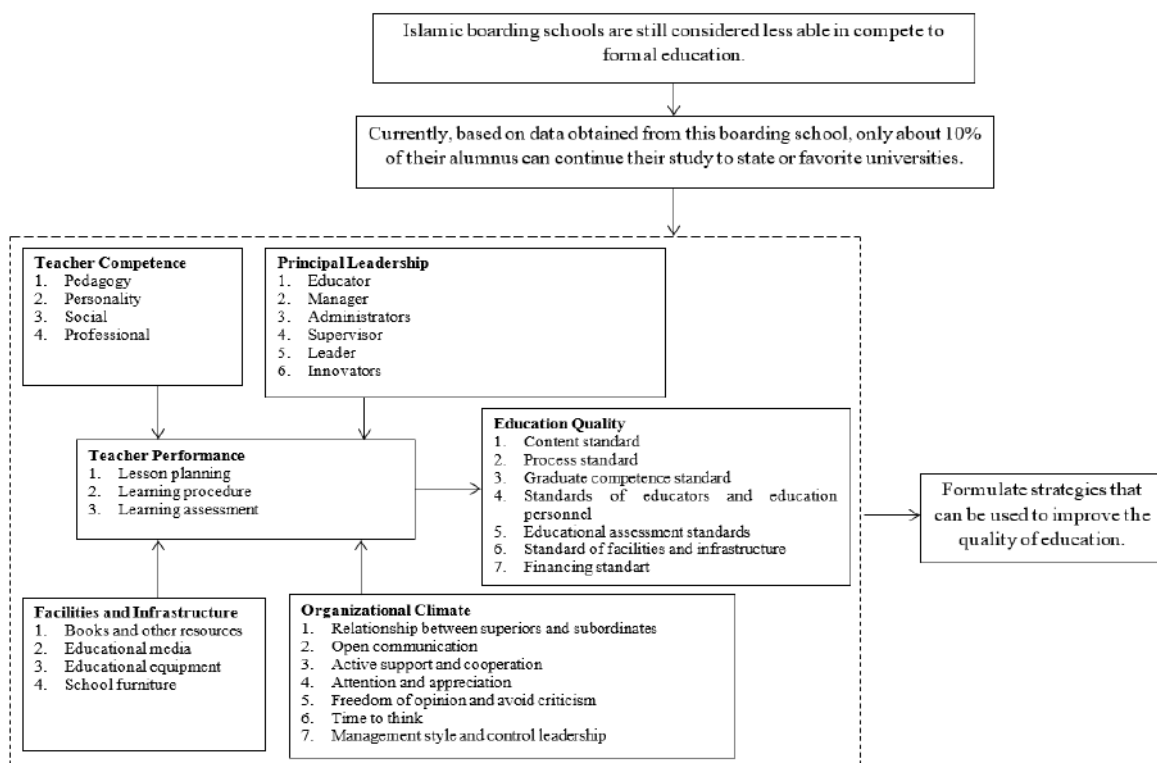 Islamic boarding schools are still considered less able in compete to
formal education.
Currently, based on data obtained from this boarding school, only about 10%
of their alumnus can continue their study to state or favorite universities.
Teacher Competence
1. Pedagogy
2. Personality
3. Social
4. Professional
Principal Leadership
1. Educator
2. Manager
3. Administrators
4. Supervisor
5. Leader
6. Innovators
Teacher Performance
1. Lesson planning
2. Learning procedure
3. Learning assessment
Education Quality
1. Content standard
2. Process standard
3. Graduate competence standard
4. Standards of educators and education
personnel
5. Educational assessment standards
6. Standard of facilities and infrastructure
7. Financing standart
Formulate strategies that
can be used to improve the
quality of education.
Facilities and Infrastructure
1. Books and other resources
2. Educational media
3. Educational equipment
4. School furniture
Organizational Climate
1. Relationship between superiors and subordinates
2. Open communication
3. Active support and cooperation
4. Attention and appreciation
5. Freedom of opinion and avoid criticism
6. Time to think
7. Management style and control leadership